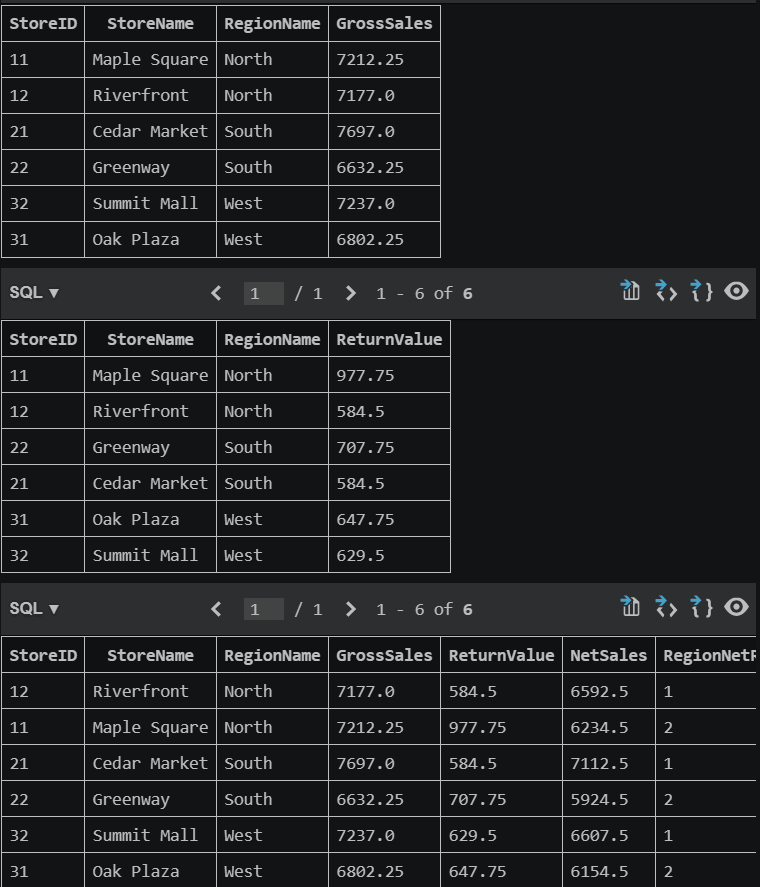 StoreID StoreName RegionName GrossSales
11 Maple Square North 7212.25
12 Riverfront North 7177.0
21 Cedar Market South 7697.0
22 Greenway South 6632.25
32 Summit Mall West 7237.0
31 Oak Plaza West 6802.25
SQL ▼ 1 / 1 1 - 6 of 6
StoreID StoreName RegionName ReturnValue
11 Maple Square North 977.75
12 Riverfront North 584.5
22 Greenway South 707.75
21 Cedar Market South 584.5
31 Oak Plaza West 647.75
32 Summit Mall West 629.5
SQL ▼ 1 / 1 1 - 6 of 6
StoreID StoreName RegionName GrossSales ReturnValue NetSales RegionNet
12 Riverfront North 7177.0 584.5 6592.5 1
11 Maple Square North 7212.25 977.75 6234.5 2
21 Cedar Market South 7697.0 584.5 7112.5 1
22 Greenway South 6632.25 707.75 5924.5 2
32 Summit Mall West 7237.0 629.5 6607.5 1
31 Oak Plaza West 6802.25 647.75 6154.5 2